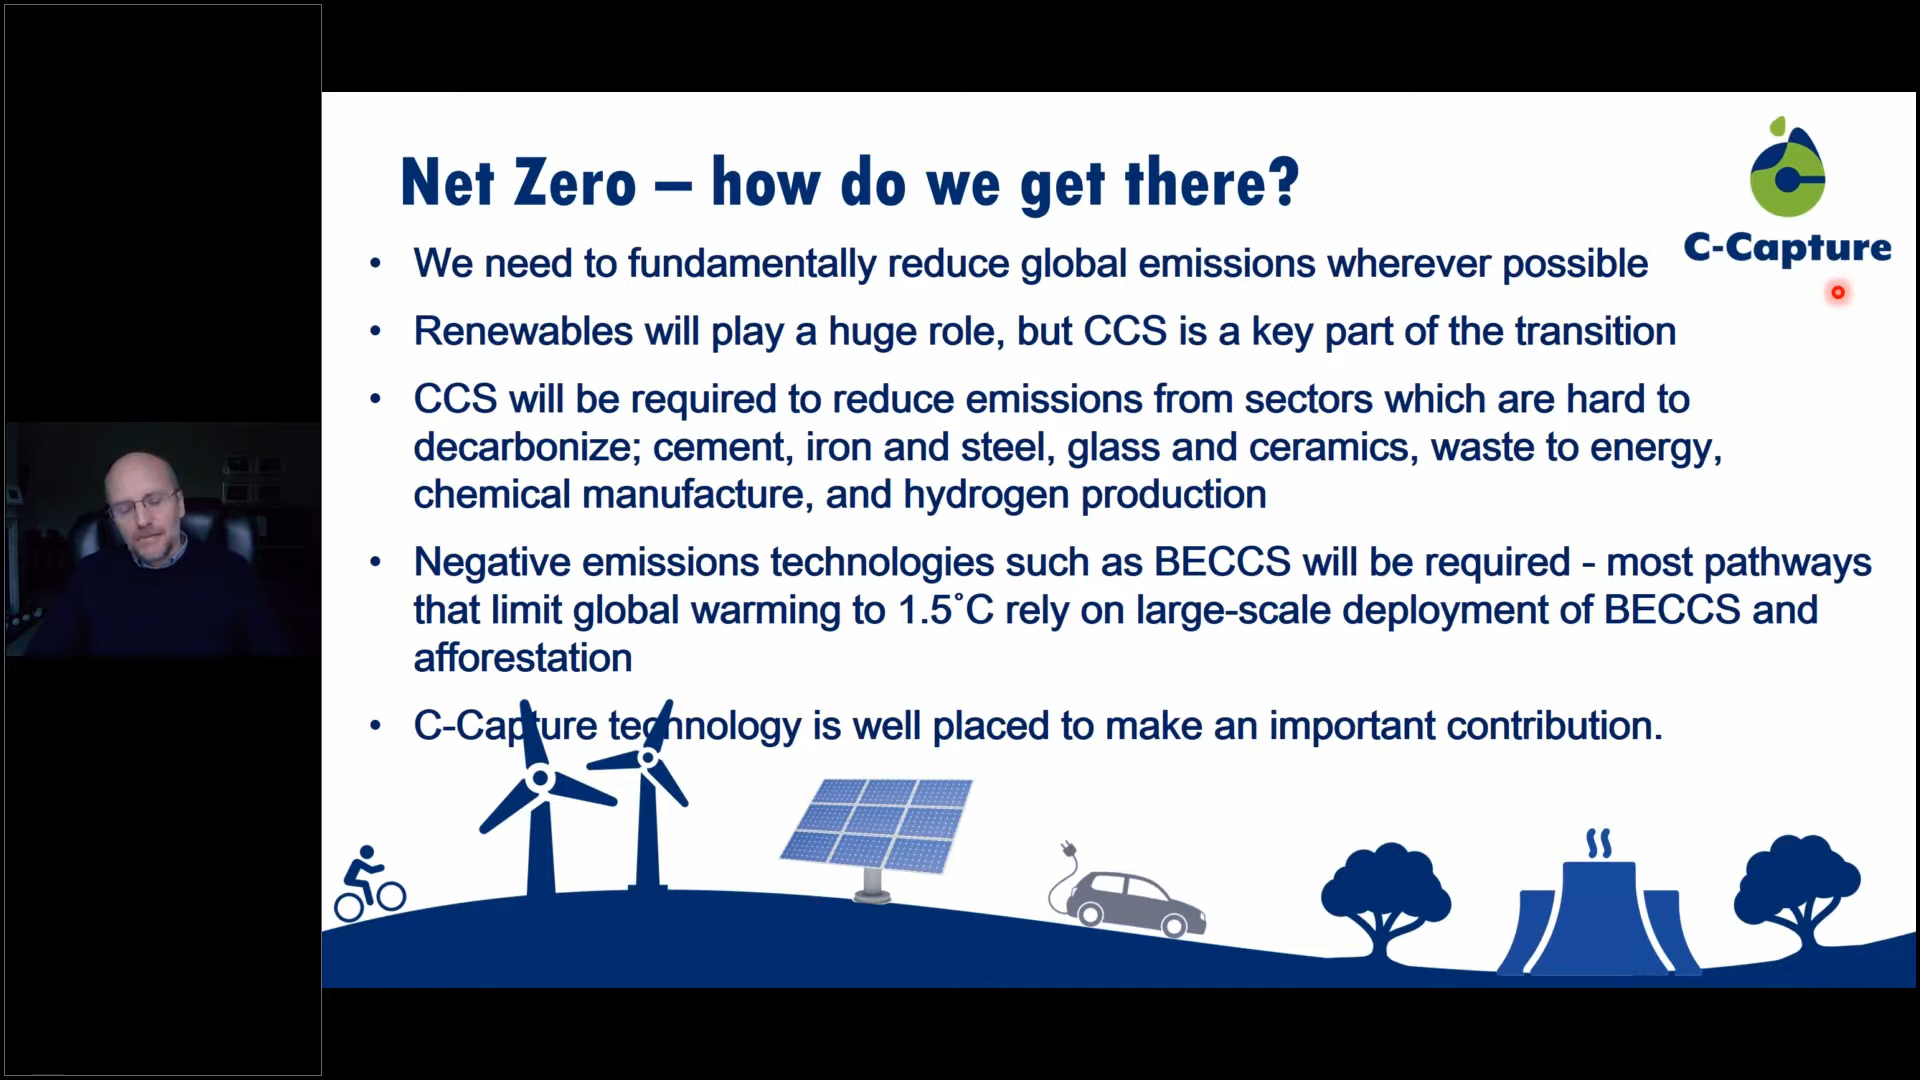 Net Zero – how do we get there?
C-Capture
• We need to fundamentally reduce global emissions wherever possible
• Renewables will play a huge role, but CCS is a key part of the transition
• CCS will be required to reduce emissions from sectors which are hard to
decarbonize; cement, iron and steel, glass and ceramics, waste to energy,
chemical manufacture, and hydrogen production
• Negative emissions technologies such as BECCS will be required - most pathways
that limit global warming to 1.5˚C rely on large-scale deployment of BECCS and
afforestation
• C-Capture technology is well placed to make an important contribution.